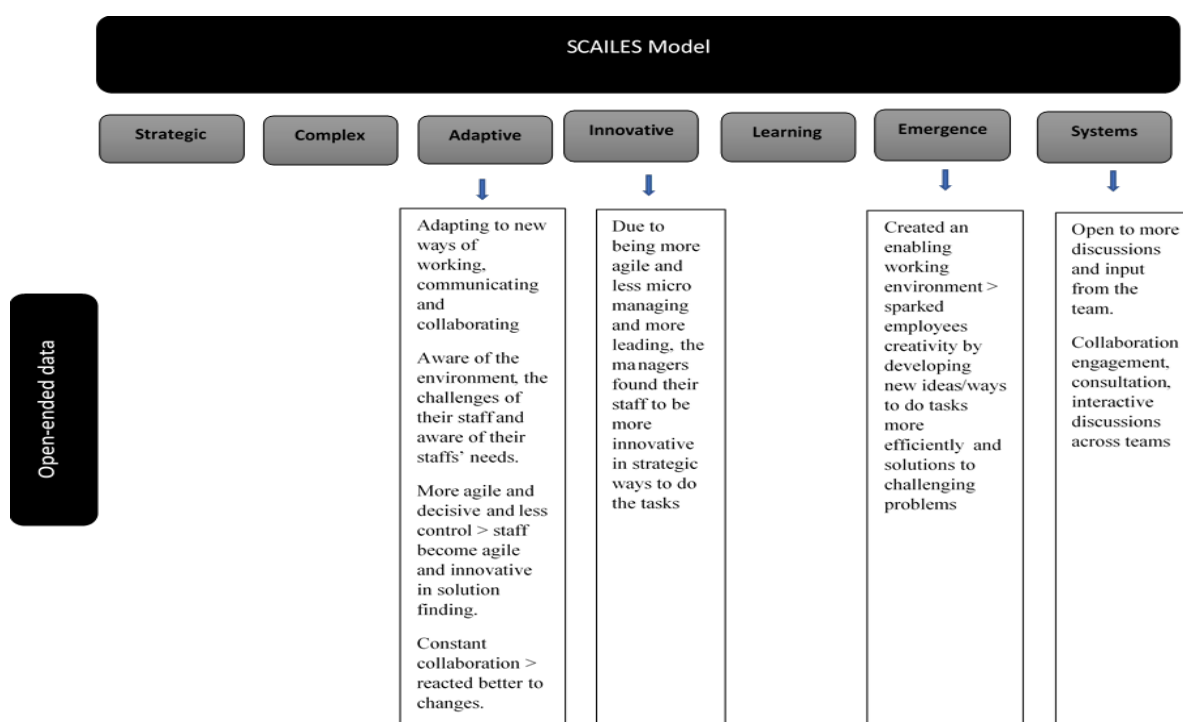 SCAILES Model
Strategic
Complex
Adaptive
Innovative
Learning
Emergence
Systems
Open-ended data
Adapting to new
ways of
working,
communicating
and
collaborating
Aware of the
environment, the
challenges of
their staff and
aware of their
staffs’ needs.
More agile and
decisive and less
control > staff
become agile
and innovative
in solution
finding.
Constant
collaboration >
reacted better to
changes.
Due to
being more
agile and
less micro
managing
and more
leading, the
managers
found their
staff to be
more
innovative
in strategic
ways to do
the tasks
Created an
enabling
working
environment >
sparked
employees
creativity by
developing
new ideas/ways
to do tasks
more
efficiently and
solutions to
challenging
problems
Open to more
discussions
and input
from the
team.
Collaboration
engagement,
consultation,
interactive
discussions
across teams